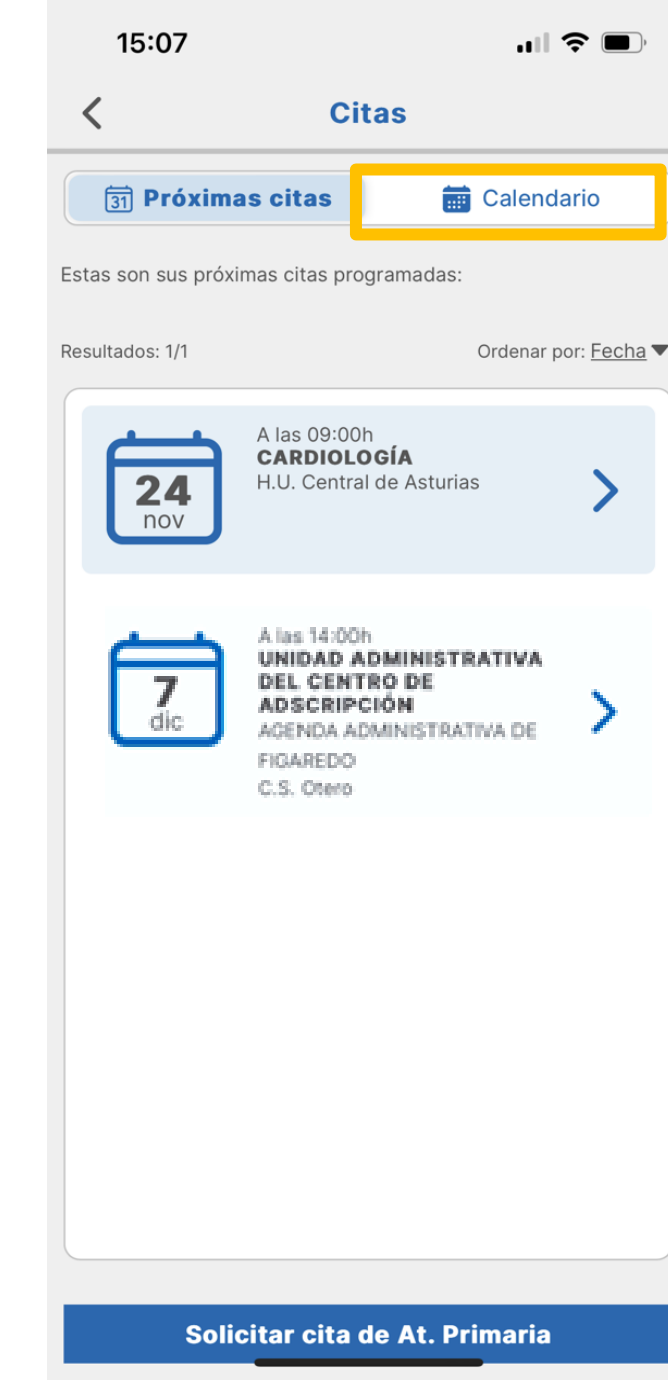 15:07
Citas
31 Próximas citas Calendario
Estas son sus próximas citas programadas:
Resultados: 1/1 Ordenar por: Fecha
A las 09:00h
CARDIOLOGÍA
24 H.U. Central de Asturias
nov
A las 14:00h
UNIDAD ADMINISTRATIVA
DEL CENTRO DE
7 ADSCRIPCIÓN
dic AGENDA ADMINISTRATIVA DE
FIGAREDO
C.S. Otero
Solicitar cita de At. Primaria